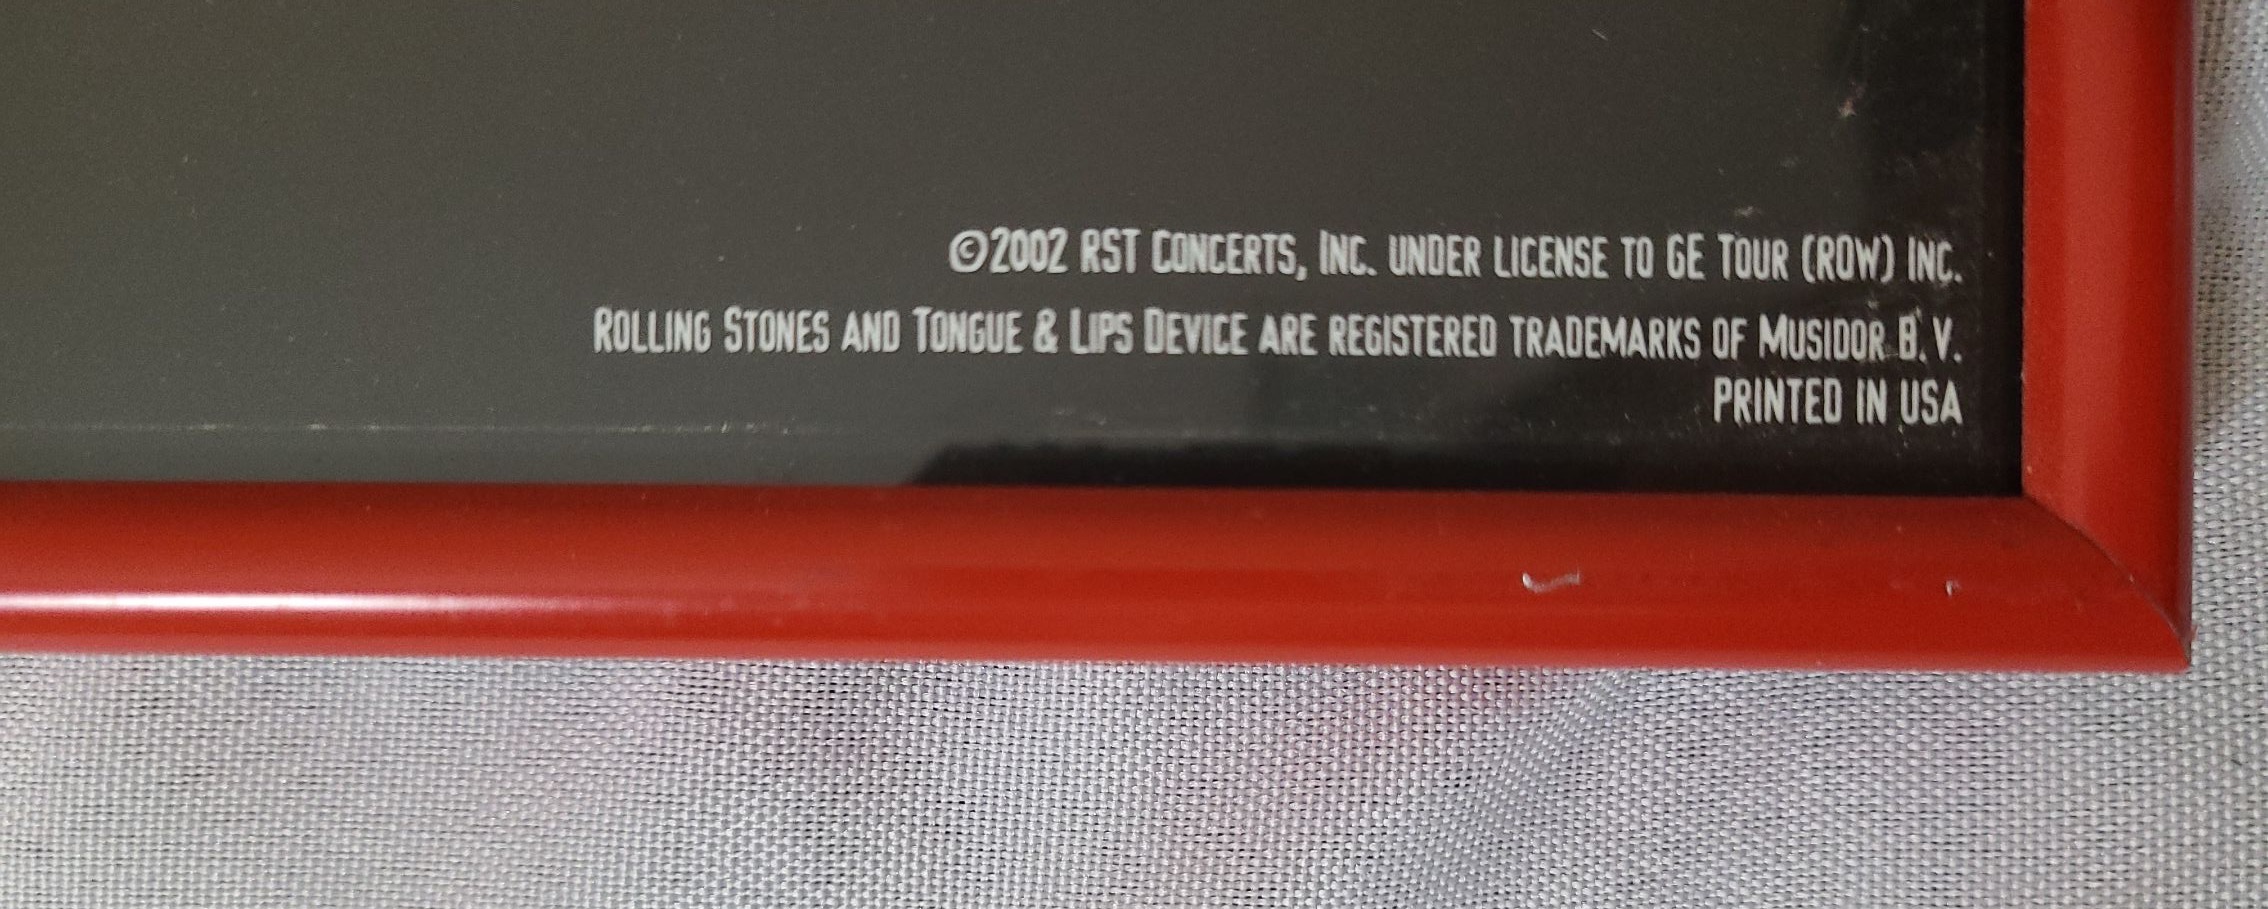 ©2002 RST CONCERTS, INC. UNDER LICENSE TO GE TOUR (ROW) INC.
ROLLING STONES AND TONGUE & LIPS DEVICE ARE REGISTERED TRADEMARKS OF MUSIDOR B.V.
PRINTED IN USA